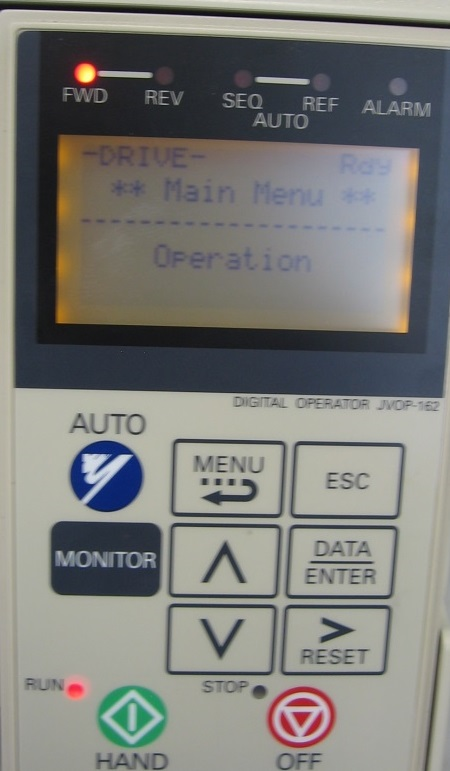 FWD REV SEQ REF ALARM
AUTO
-DRIVE- Rdy
** Main Menu **
--------------------------------
Operation
DIGITAL OPERATOR JVOP-162
AUTO
MENU
ESC
MONITOR
DATA
ENTER
>
RESET
RUN STOP
HAND OFF